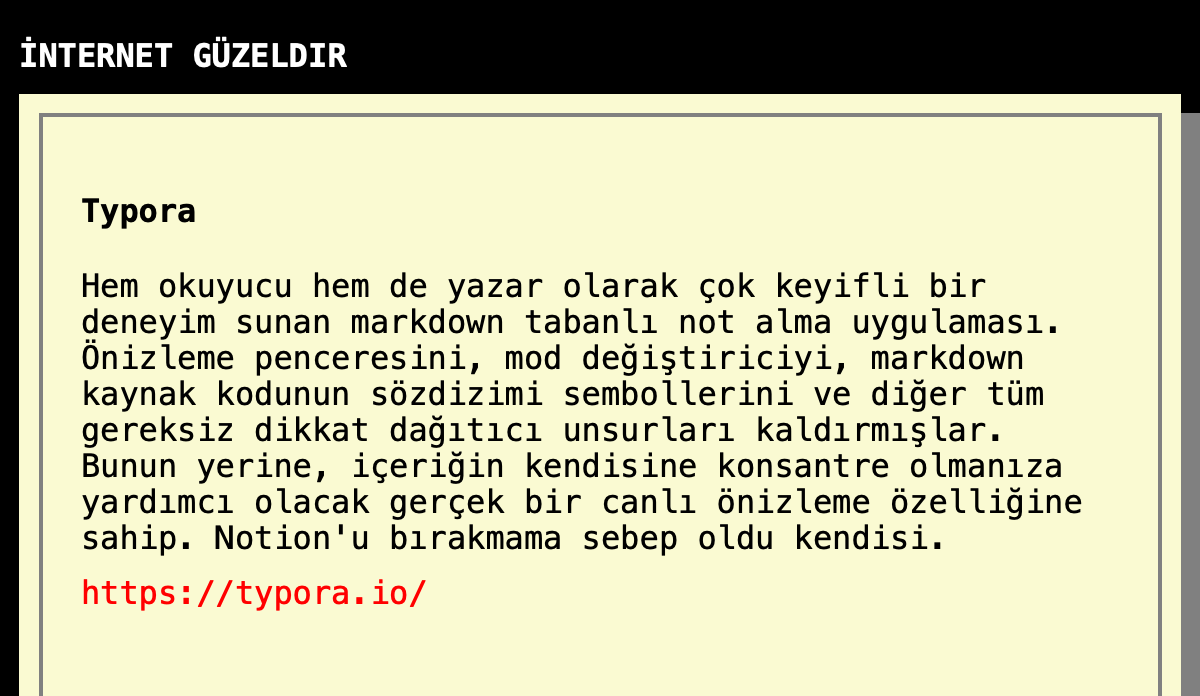 İNTERNET GÜZELDIR
Typora
Hem okuyucu hem de yazar olarak çok keyifli bir
deneyim sunan markdown tabanlı not alma uygulaması.
Önizleme penceresini, mod değiştiriciyi, markdown
kaynak kodunun sözdizimi sembollerini ve diğer tüm
gereksiz dikkat dağıtıcı unsurları kaldırmışlar.
Bunun yerine, içeriğin kendisine konsantre olmanıza
yardımcı olacak gerçek bir canlı önizleme özelliğine
sahip. Notion'u bırakmama sebep oldu kendisi.
https://typora.io/